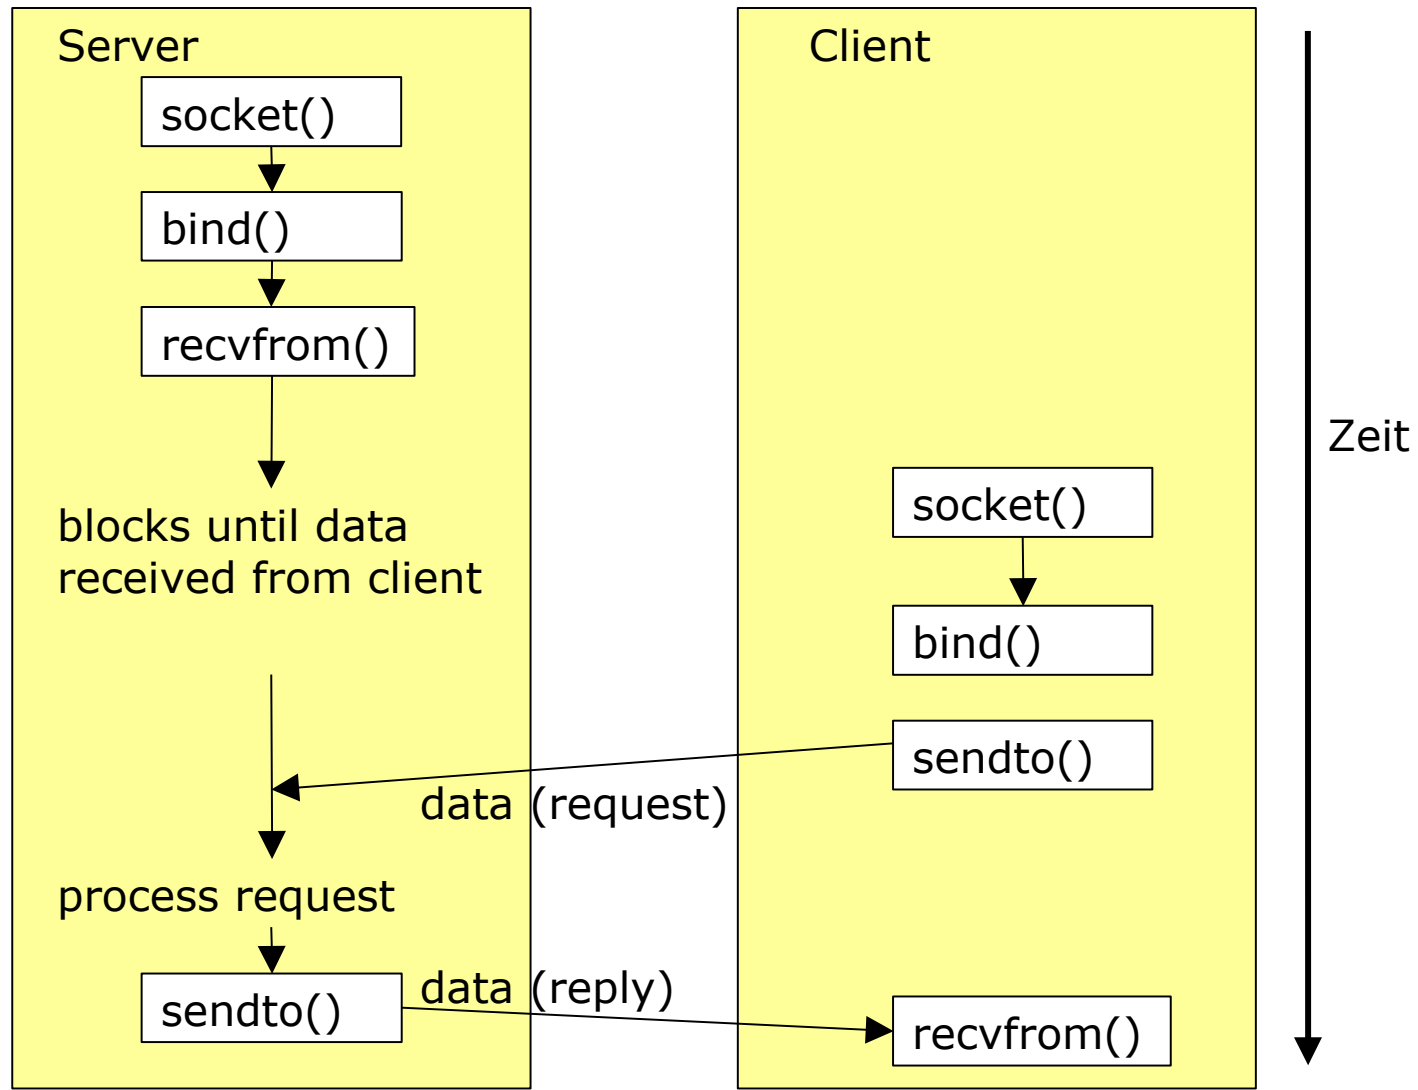 Server
socket()
bind()
recvfrom()
blocks until data
received from client
process request
sendto()
data (request)
data (reply)
Client
socket()
bind()
sendto()
recvfrom()
Zeit